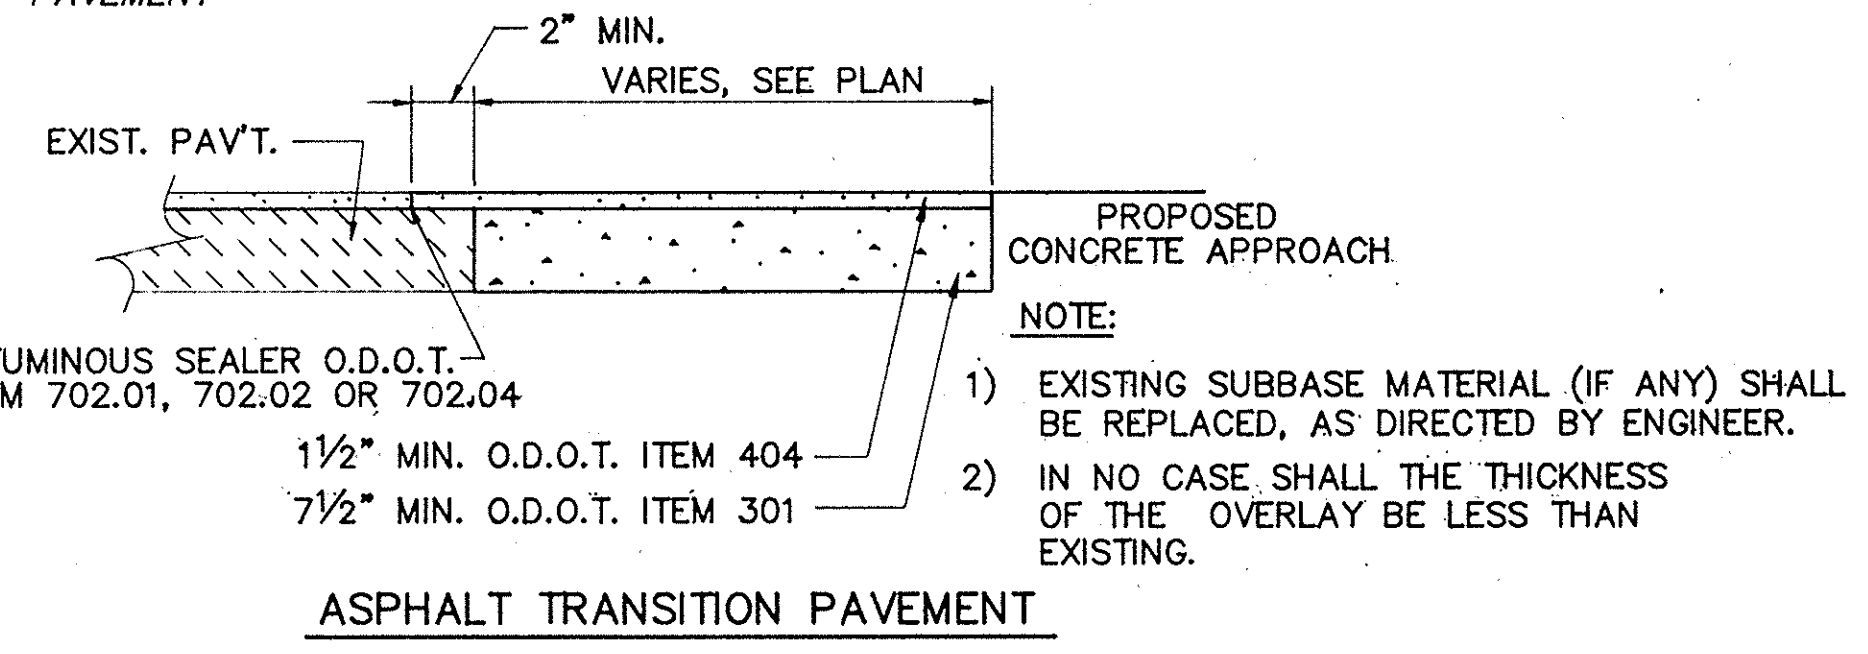 PAVEMENT
2" MIN.
VARIES, SEE PLAN
EXIST. PAV'T.
PROPOSED
CONCRETE APPROACH
TUMINOUS SEALER O.D.O.T.
M 702.01, 702.02 OR 702.04
1½" MIN. O.D.O.T. ITEM 404
7½" MIN. O.D.O.T. ITEM 301
NOTE:
1) EXISTING SUBBASE MATERIAL (IF ANY) SHALL
BE REPLACED, AS DIRECTED BY ENGINEER.
2) IN NO CASE SHALL THE THICKNESS
OF THE OVERLAY BE LESS THAN
EXISTING.
ASPHALT TRANSITION PAVEMENT